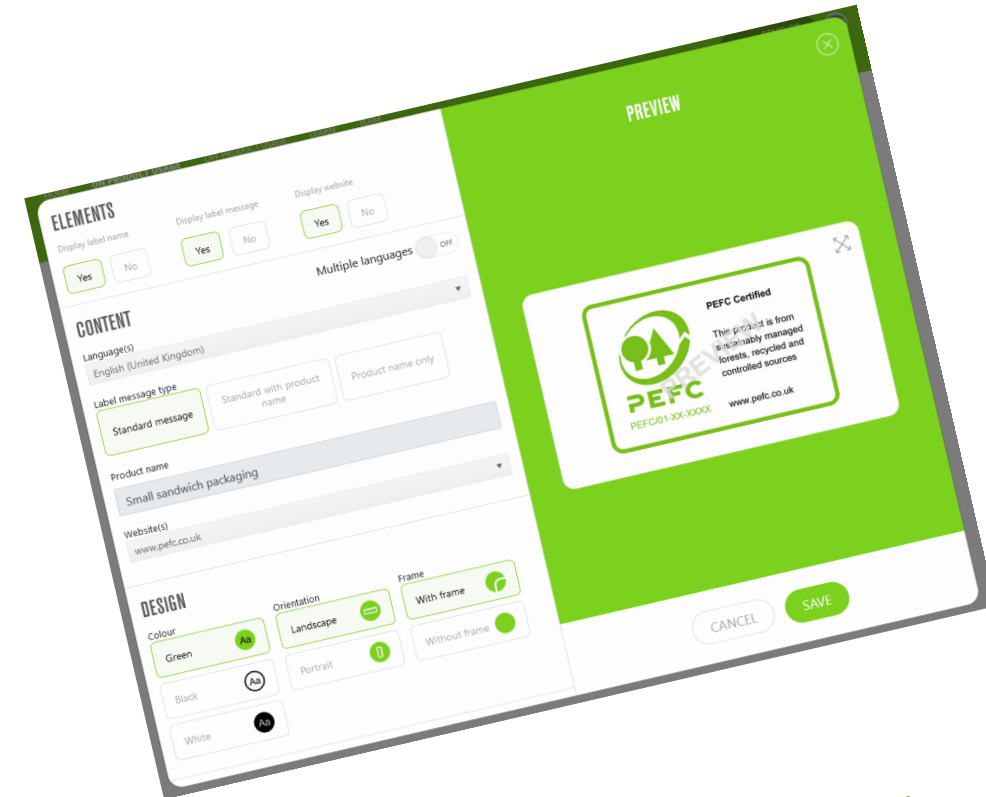 ON PRODUCT USAGE
ELEMENTS
Display label name
Yes
No
Display label message
Yes
No
Display website
Yes
No
Multiple languages
OFF
CONTENT
Language(s)
English (United Kingdom)
Label message type
Standard message
Standard with product
name
Product name only
Product name
Small sandwich packaging
Website(s)
www.pefc.co.uk
DESIGN
Colour
Green Aa
Black Aa
White Aa
Orientation
Landscape
Portrait
Frame
With frame
Without frame
PREVIEW
PEFC
PEFC/01-XX-XXXX
PEFC Certified
This product is from
sustainably managed
forests, recycled and
controlled sources
www.pefc.co.uk
PREVIEW
CANCEL
SAVE